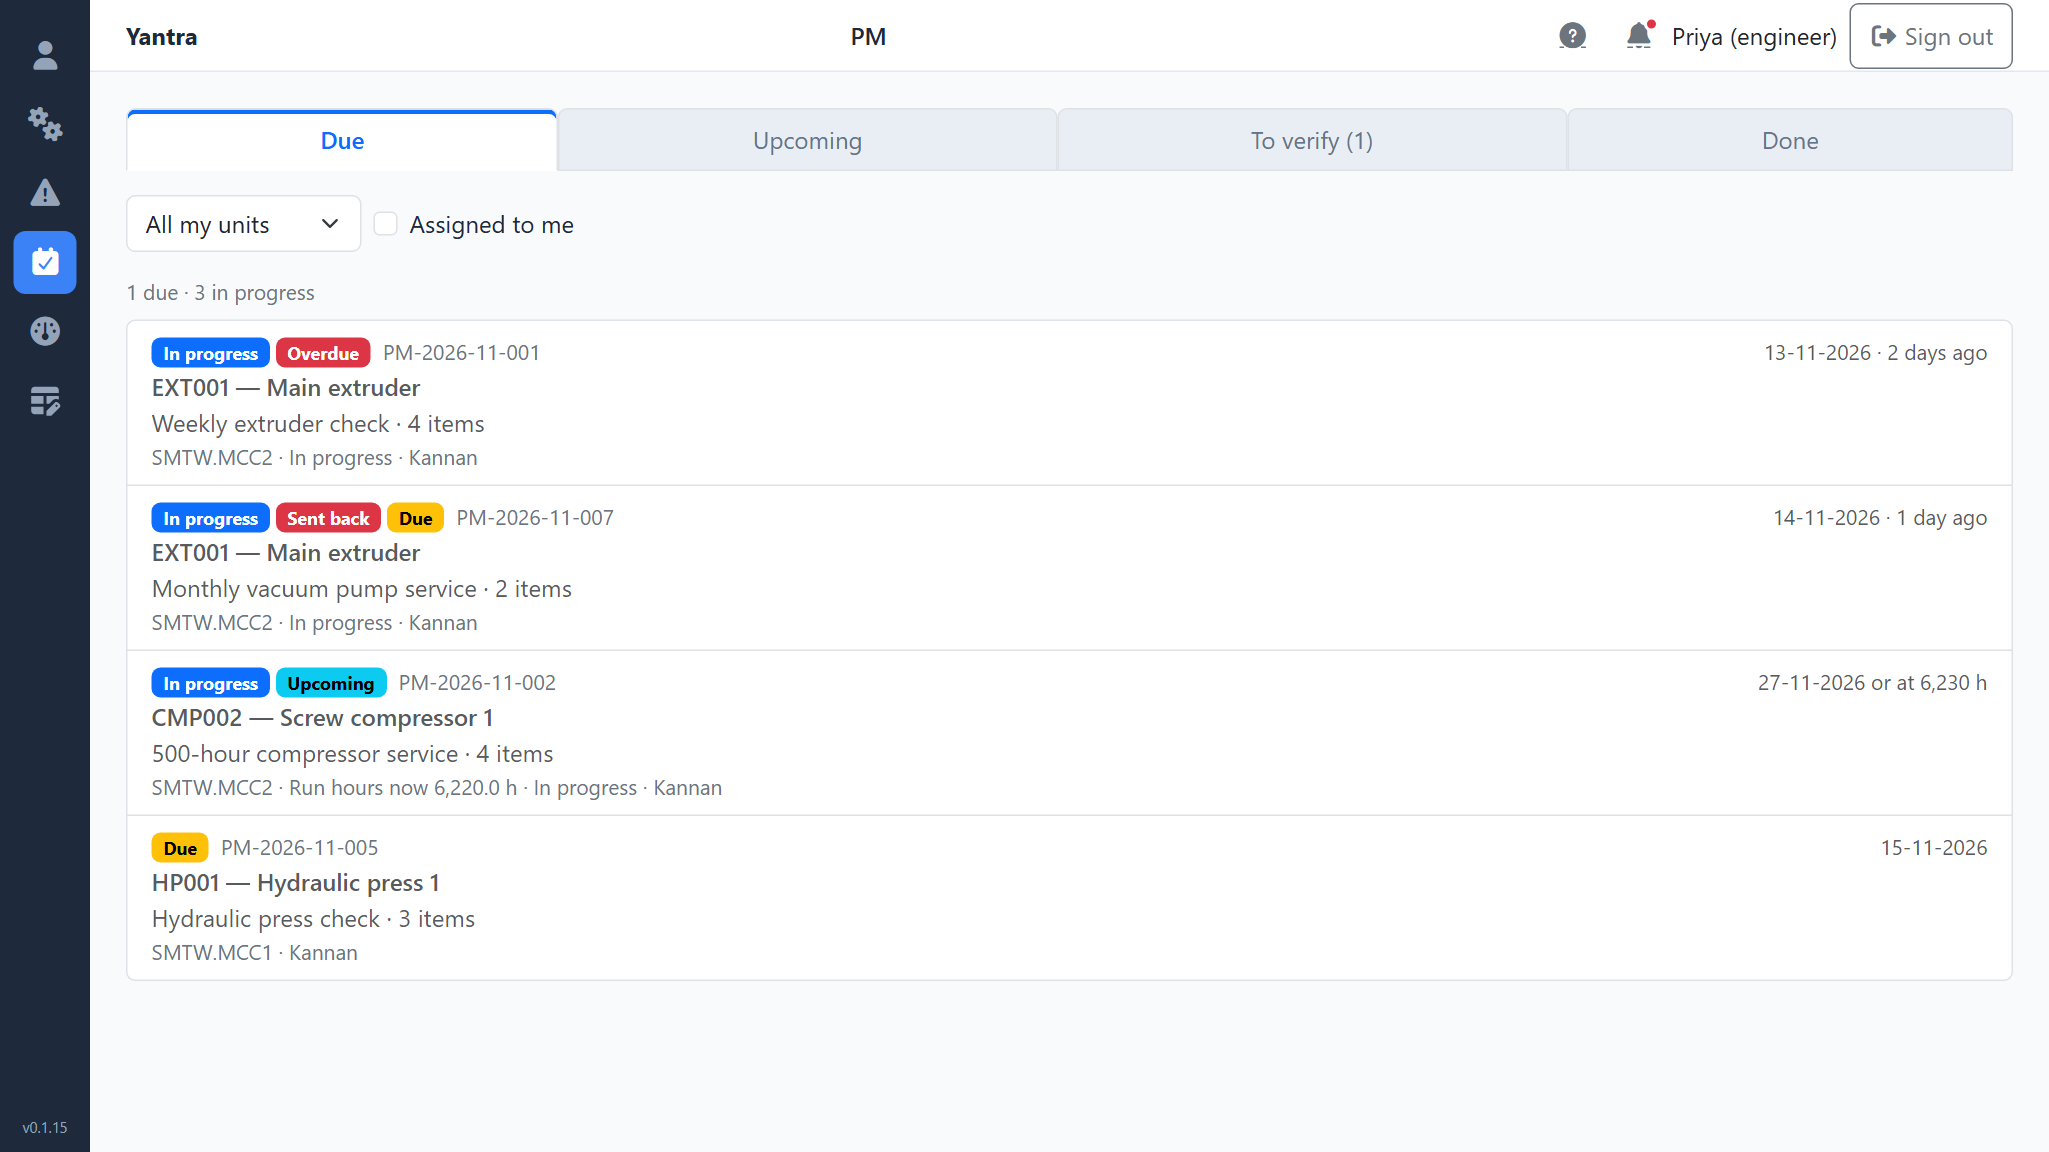 Yantra
PM
Priya (engineer)
Sign out
Due
Upcoming
To verify (1)
Done
All my units
Assigned to me
1 due · 3 in progress
In progress Overdue PM-2026-11-001 13-11-2026 · 2 days ago
EXT001 — Main extruder
Weekly extruder check · 4 items
SMTW.MCC2 · In progress · Kannan
In progress Sent back Due PM-2026-11-007 14-11-2026 · 1 day ago
EXT001 — Main extruder
Monthly vacuum pump service · 2 items
SMTW.MCC2 · In progress · Kannan
In progress Upcoming PM-2026-11-002 27-11-2026 or at 6,230 h
CMP002 — Screw compressor 1
500-hour compressor service · 4 items
SMTW.MCC2 · Run hours now 6,220.0 h · In progress · Kannan
Due PM-2026-11-005 15-11-2026
HP001 — Hydraulic press 1
Hydraulic press check · 3 items
SMTW.MCC1 · Kannan
v0.1.15